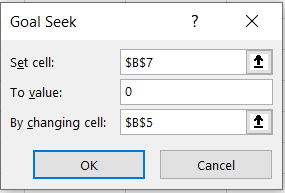 Goal Seek ? ×
Set cell: $B$7
To value: 0
By changing cell: $B$5
OK Cancel